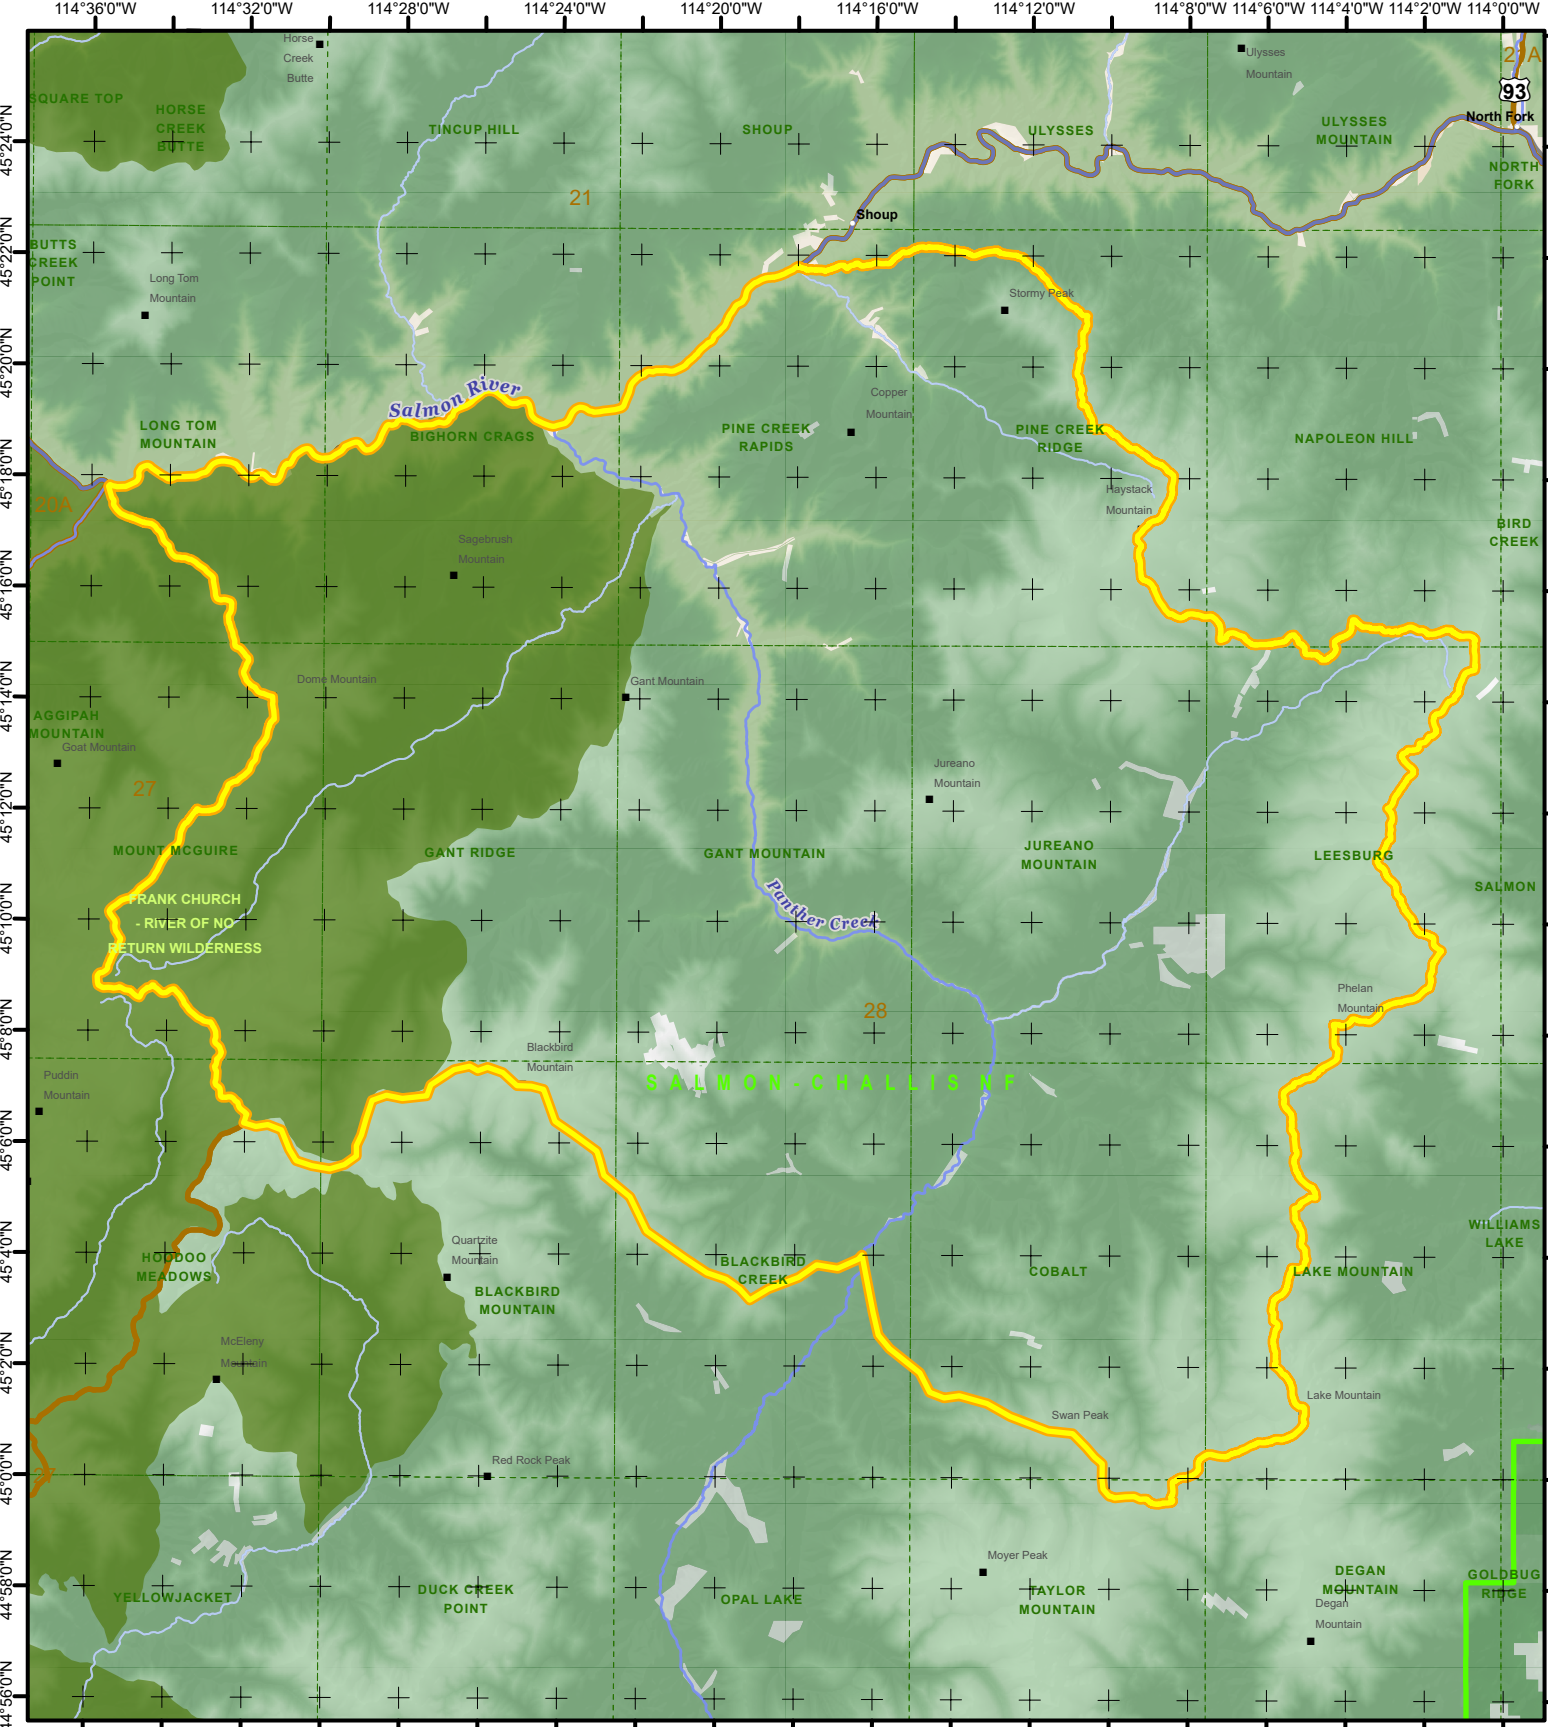 114°36'0"W
114°32'0"W
114°28'0"W
114°24'0"W
114°20'0"W
114°16'0"W
114°12'0"W
114°8'0"W
114°6'0"W
114°4'0"W
114°2'0"W
114°0'0"W
45°24'0"N
45°22'0"N
45°20'0"N
45°18'0"N
45°16'0"N
45°14'0"N
45°12'0"N
45°10'0"N
45°8'0"N
45°6'0"N
45°4'0"N
45°2'0"N
45°0'0"N
44°58'0"N
44°56'0"N
Horse
Creek
Butte
Ulysses
Mountain
21A
93
North Fork
SQUARE TOP
HORSE
CREEK
BUTTE
TINCUP HILL
SHOUP
ULYSSES
ULYSSES
MOUNTAIN
NORTH
FORK
21
Shoup
BUTTS
CREEK
POINT
Long Tom
Mountain
Stormy Peak
Salmon River
Copper
Mountain
LONG TOM
MOUNTAIN
BIGHORN CRAGS
PINE CREEK
RAPIDS
PINE CREEK
RIDGE
NAPOLEON HILL
20A
Haystack
Mountain
BIRD
CREEK
Sagebrush
Mountain
Dome Mountain
Gant Mountain
AGGIPAH
MOUNTAIN
Goat Mountain
27
Jureano
Mountain
MOUNT MCGUIRE
GANT RIDGE
GANT MOUNTAIN
JUREANO
MOUNTAIN
LEESBURG
SALMON
FRANK CHURCH
- RIVER OF NO
RETURN WILDERNESS
Panther Creek
Phelan
Mountain
28
Blackbird
Mountain
SALMON-CHALLIS NF
Puddin
Mountain
WILLIAMS
LAKE
Quartzite
Mountain
HOODOO
MEADOWS
BLACKBIRD
CREEK
COBALT
LAKE MOUNTAIN
BLACKBIRD
MOUNTAIN
McEleny
Mountain
Lake Mountain
Swan Peak
Red Rock Peak
27
Moyer Peak
YELLOWJACKET
DUCK CREEK
POINT
OPAL LAKE
TAYLOR
MOUNTAIN
DEGAN
MOUNTAIN
Degan
Mountain
GOLDBUG
RIDGE